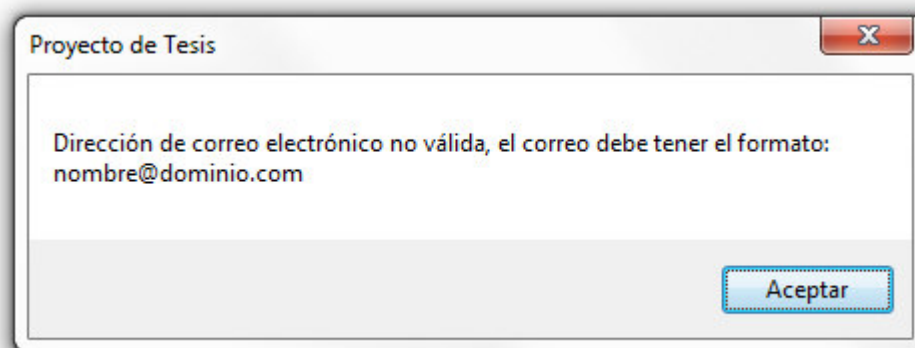 Proyecto de Tesis
Dirección de correo electrónico no válida, el correo debe tener el formato:
nombre@dominio.com
Aceptar